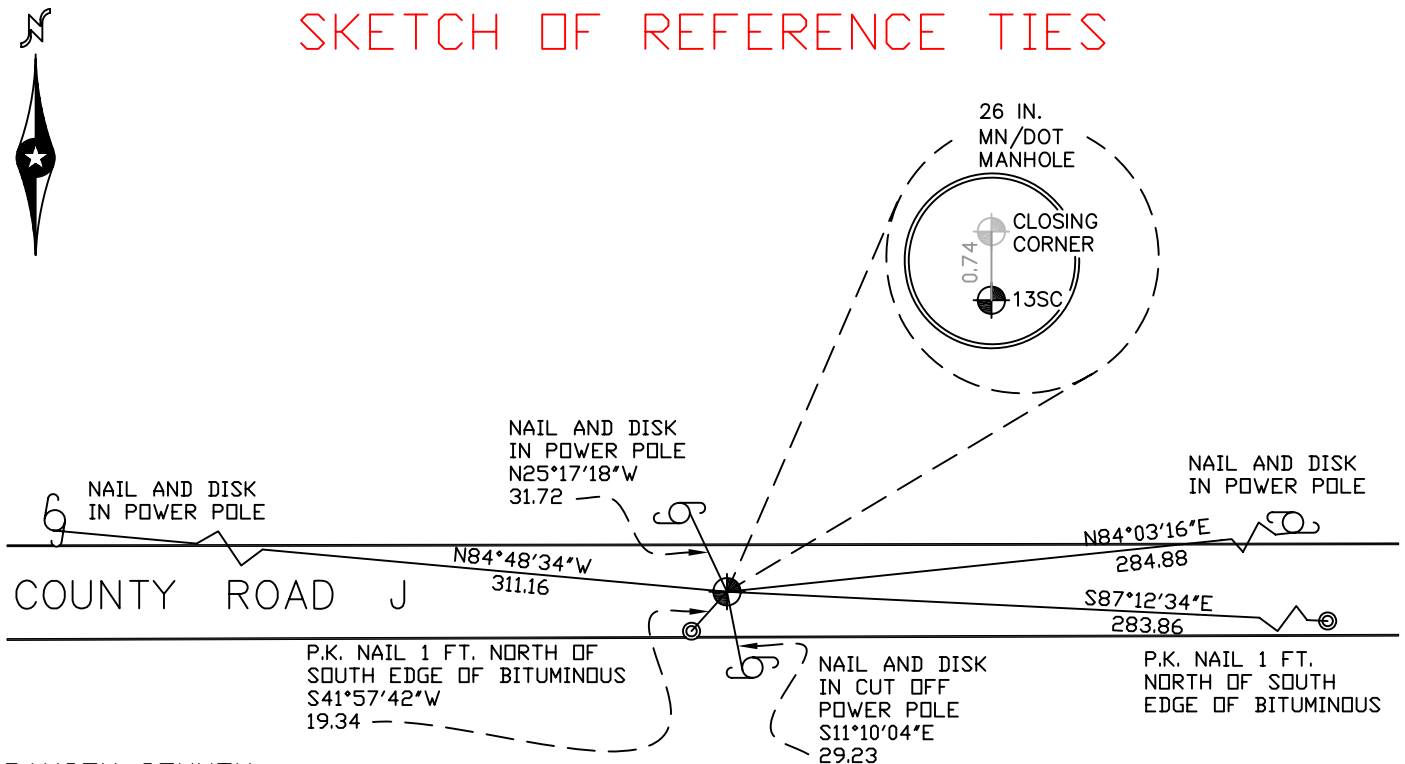 N
SKETCH OF REFERENCE TIES
26 IN.
MN/DOT
MANHOLE
CLOSING
CORNER
0.74
13SC
NAIL AND DISK
IN POWER POLE
N25°17'18"W
31.72
NAIL AND DISK
IN POWER POLE
NAIL AND DISK
IN POWER POLE
N84°48'34"W
311.16
N84°03'16"E
284.88
COUNTY ROAD J
S87°12'34"E
283.86
P.K. NAIL 1 FT. NORTH OF
SOUTH EDGE OF BITUMINOUS
S41°57'42"W
19.34
NAIL AND DISK
IN CUT OFF
POWER POLE
S11°10'04"E
29.23
P.K. NAIL 1 FT.
NORTH OF SOUTH
EDGE OF BITUMINOUS